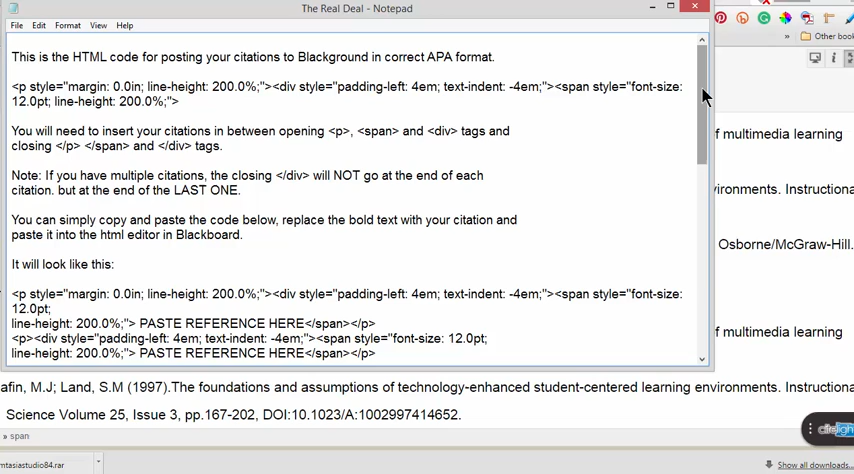 The Real Deal - Notepad
File Edit Format View Help
This is the HTML code for posting your citations to Blackground in correct APA format.
<p style="margin: 0.0in; line-height: 200.0%;"><div style="padding-left: 4em; text-indent: -4em;"><span style="font-size:
12.0pt; line-height: 200.0%;">
You will need to insert your citations in between opening <p>, <span> and <div> tags and
closing </p> </span> and </div> tags.
Note: If you have multiple citations, the closing </div> will NOT go at the end of each
citation. but at the end of the LAST ONE.
You can simply copy and paste the code below, replace the bold text with your citation and
paste it into the html editor in Blackboard.
It will look like this:
<p style="margin: 0.0in; line-height: 200.0%;"><div style="padding-left: 4em; text-indent: -4em;"><span style="font-size:
12.0pt;
line-height: 200.0%;"> PASTE REFERENCE HERE</span></p>
<p><div style="padding-left: 4em; text-indent: -4em;"><span style="font-size: 12.0pt;
line-height: 200.0%;"> PASTE REFERENCE HERE</span></p>
» Other book
f multimedia learning
ironments. Instructiona
Osborne/McGraw-Hill.
f multimedia learning
afin, M.J; Land, S.M (1997).The foundations and assumptions of technology-enhanced student-centered learning environments. Instructiona
Science Volume 25, Issue 3, pp.167-202, DOI:10.1023/A:1002997414652.
» span
mtasiastudio84.rar
Show all downloads...